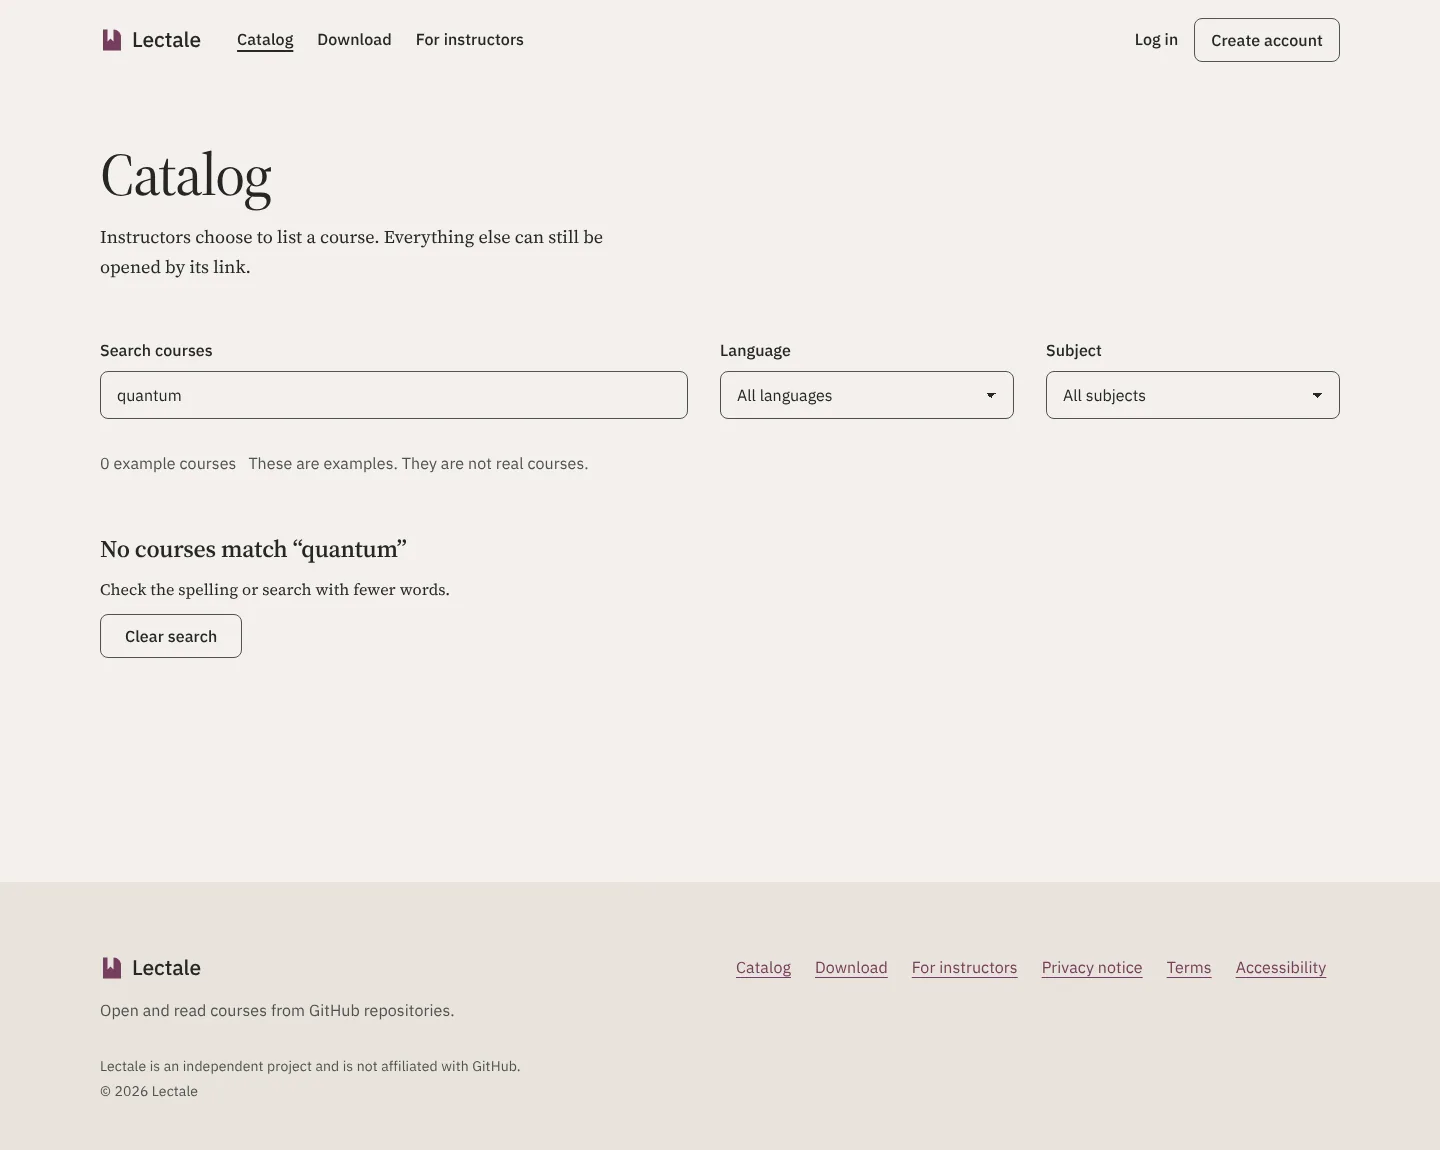 Lectale
Catalog
Download
For instructors
Log in
Create account
Catalog
Instructors choose to list a course. Everything else can still be
opened by its link.
Search courses
Language
Subject
quantum
All languages
All subjects
0 example courses These are examples. They are not real courses.
No courses match “quantum”
Check the spelling or search with fewer words.
Clear search
Lectale
Catalog
Download
For instructors
Privacy notice
Terms
Accessibility
Open and read courses from GitHub repositories.
Lectale is an independent project and is not affiliated with GitHub.
© 2026 Lectale